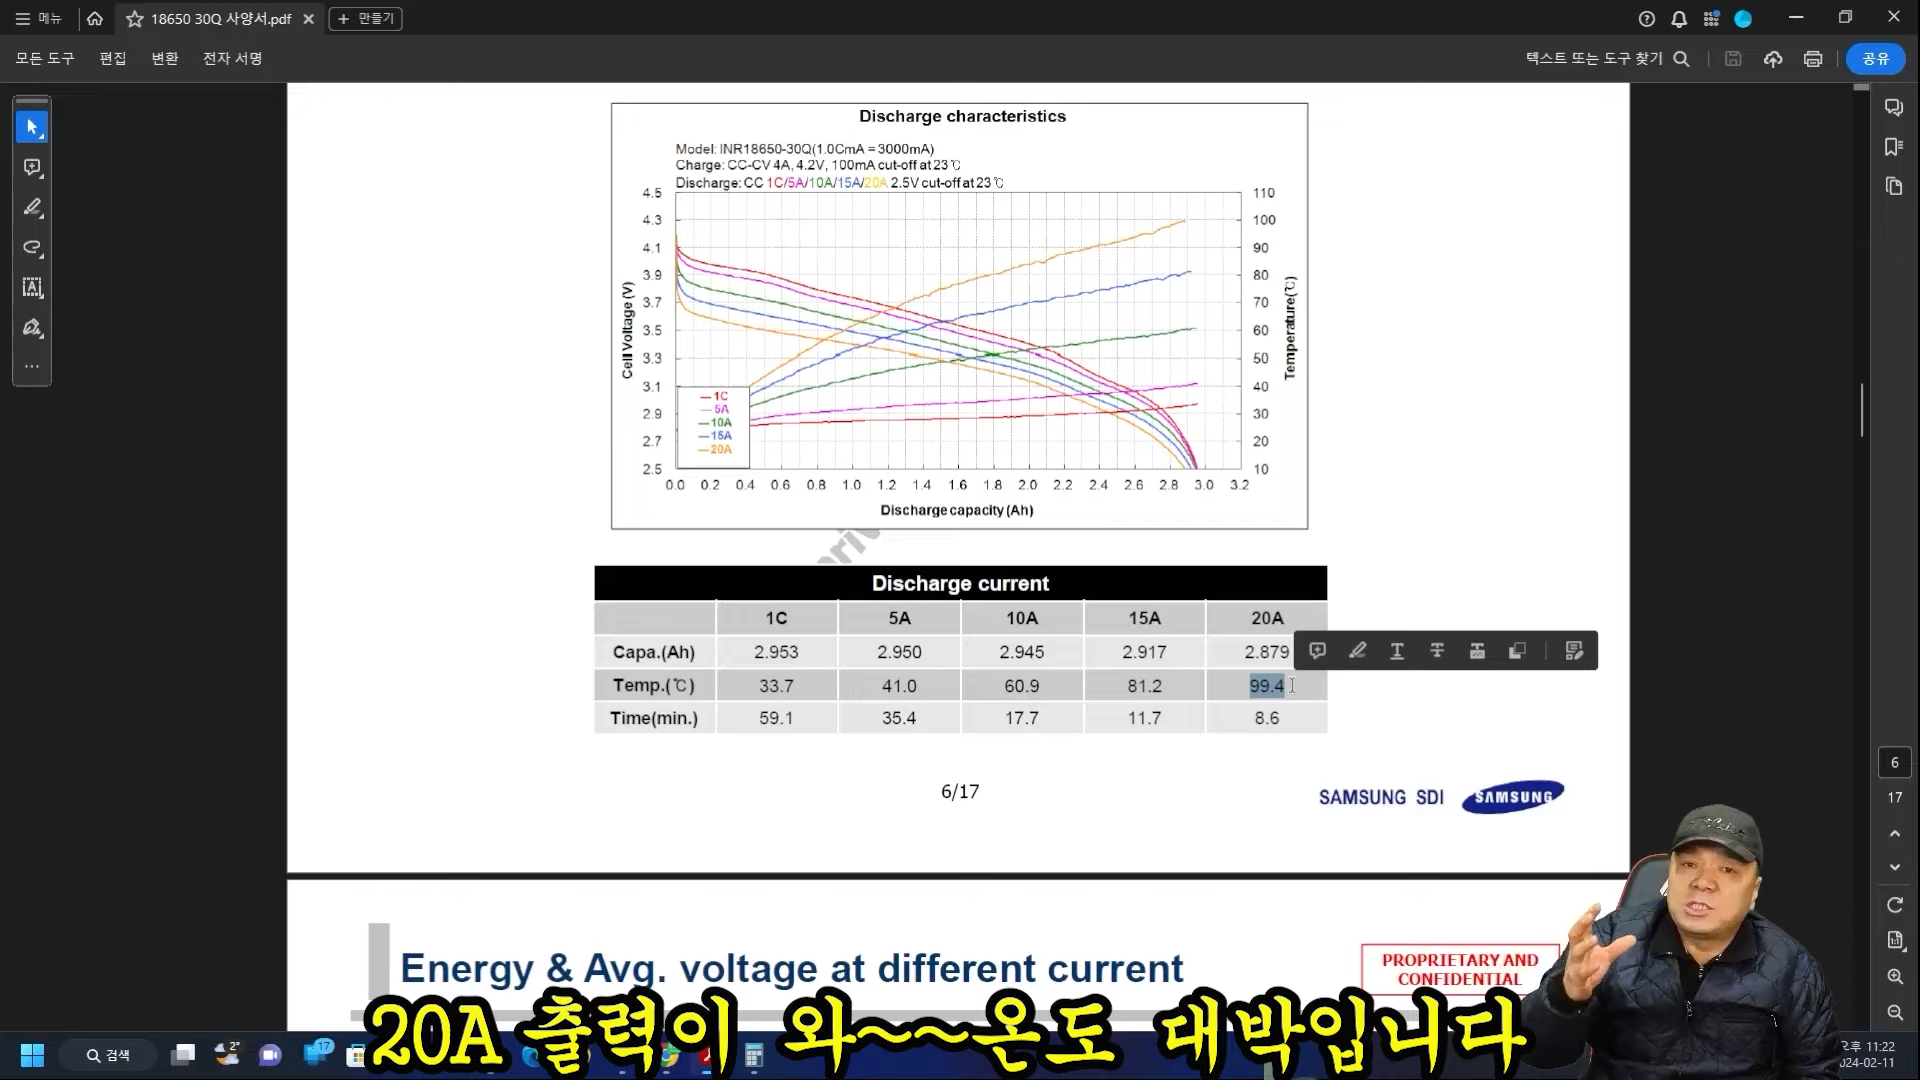 메뉴
18650 30Q 사양서.pdf
만들기
모든 도구 편집 변환 전자 서명
텍스트 또는 도구 찾기
공유
Discharge characteristics
Model: INR18650-30Q(1.0CmA = 3000mA)
Charge: CC-CV 4A, 4.2V, 100mA cut-off at 23℃
Discharge: CC 1C/5A/10A/15A/20A 2.5V cut-off at 23℃
Cell Voltage (V)
4.5
4.3
4.1
3.9
3.7
3.5
3.3
3.1
2.9
2.7
2.5
1C
5A
10A
15A
20A
110
100
90
80
70
60
50
40
30
20
10
Temperature(℃)
0.0 0.2 0.4 0.6 0.8 1.0 1.2 1.4 1.6 1.8 2.0 2.2 2.4 2.6 2.8 3.0 3.2
Discharge capacity (Ah)
Discharge current
1C 5A 10A 15A 20A
Capa.(Ah) 2.953 2.950 2.945 2.917 2.879
Temp.(℃) 33.7 41.0 60.9 81.2 99.4
Time(min.) 59.1 35.4 17.7 11.7 8.6
6/17
SAMSUNG SDI
SAMSUNG
6
17
Energy & Avg. voltage at different current
PROPRIETARY AND
CONFIDENTIAL
20A 출력이 와~~온도 대박입니다
검색
2°
17
오후 11:22
024-02-11